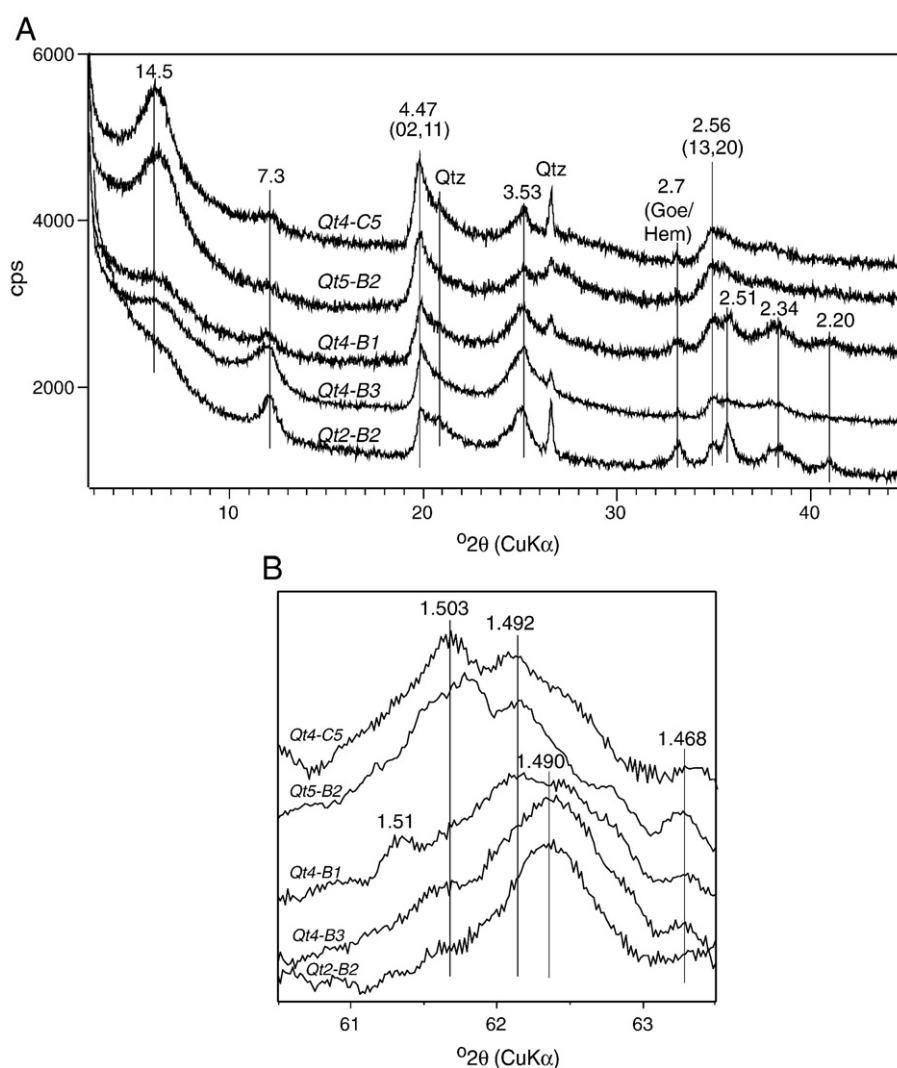 A
6000
4000
2000
cps
14.5
7.3
4.47
(02,11)
Qtz
3.53
Qtz
2.7
(Goe/
Hem)
2.56
(13,20)
2.51
2.34
2.20
Qt4-C5
Qt5-B2
Qt4-B1
Qt4-B3
Qt2-B2
10 20 30 40
°2θ (CuKα)
B
1.503
1.492
1.468
1.490
1.51
Qt4-C5
Qt5-B2
Qt4-B1
Qt4-B3
Qt2-B2
61 62 63
°2θ (CuKα)